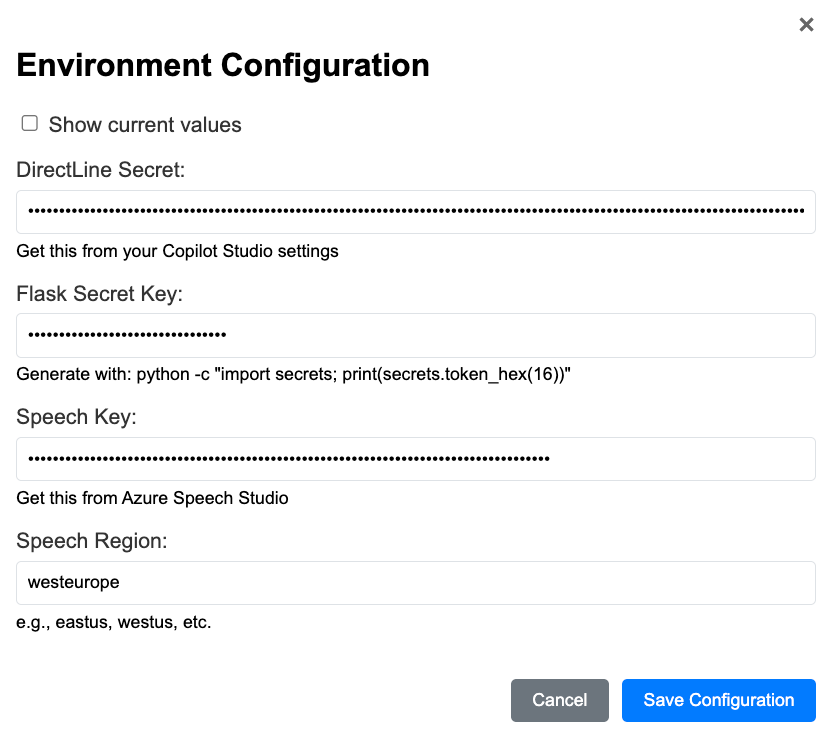 ×
Environment Configuration
Show current values
DirectLine Secret:
Get this from your Copilot Studio settings
Flask Secret Key:
Generate with: python -c "import secrets; print(secrets.token_hex(16))"
Speech Key:
Get this from Azure Speech Studio
Speech Region:
westeurope
e.g., eastus, westus, etc.
Cancel Save Configuration